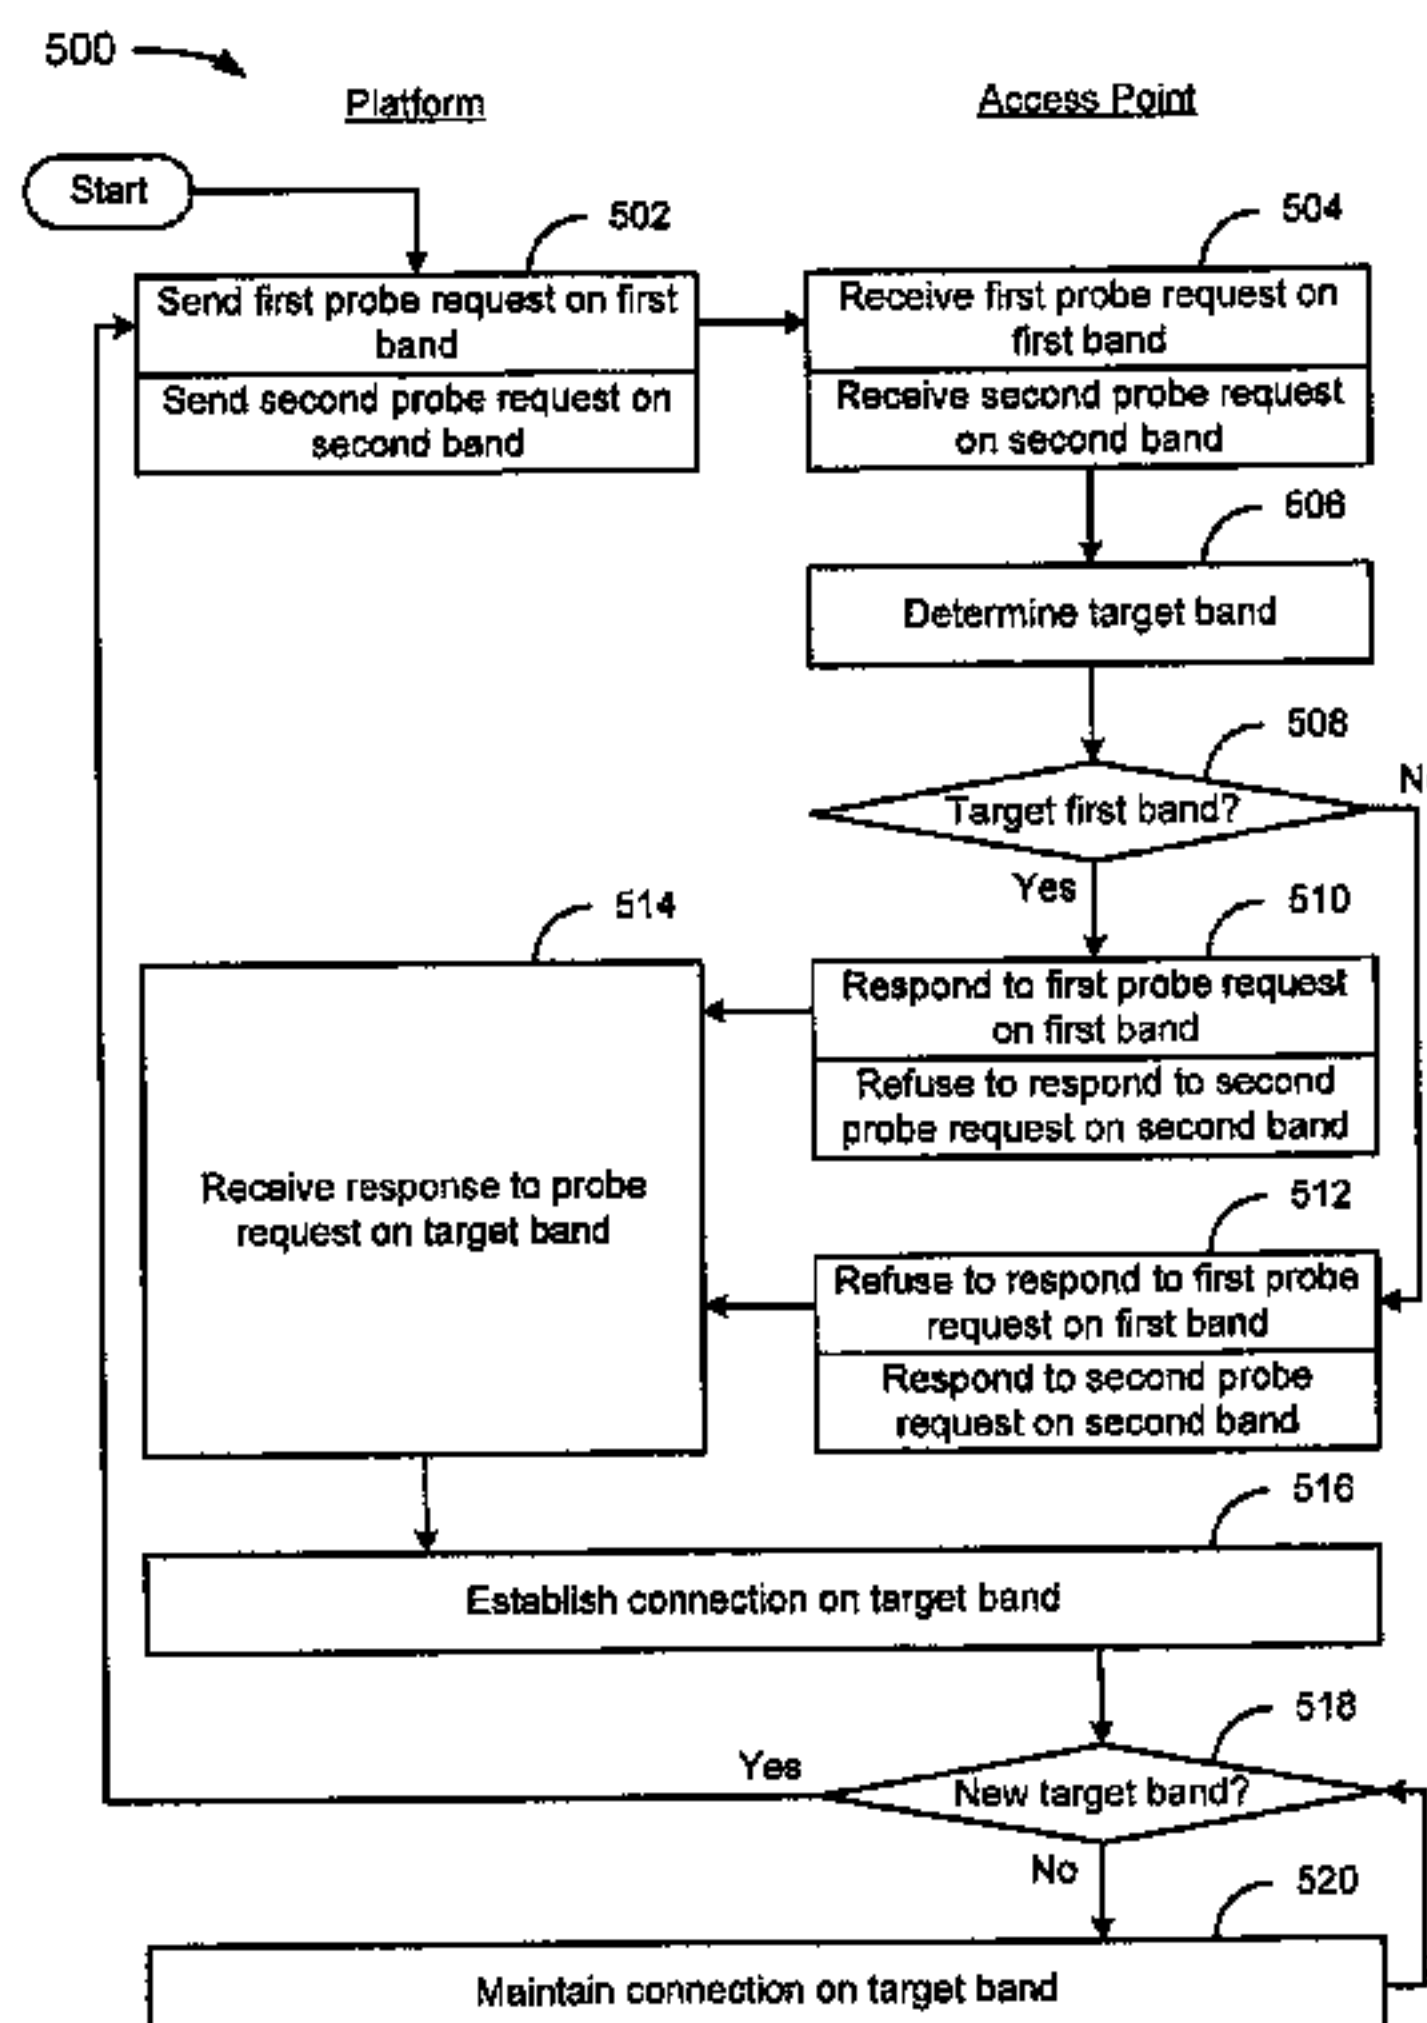 500
Platform
Access Point
Start
502
504
Send first probe request on first
band
Send second probe request on
second band
Receive first probe request on
first band
Receive second probe request
on second band
506
Determine target band
508
N
Target first band?
Yes
514
510
Respond to first probe request
on first band
Refuse to respond to second
probe request on second band
Receive response to probe
request on target band
512
Refuse to respond to first probe
request on first band
Respond to second probe
request on second band
516
Establish connection on target band
518
Yes
New target band?
No
520
Maintain connection on target band